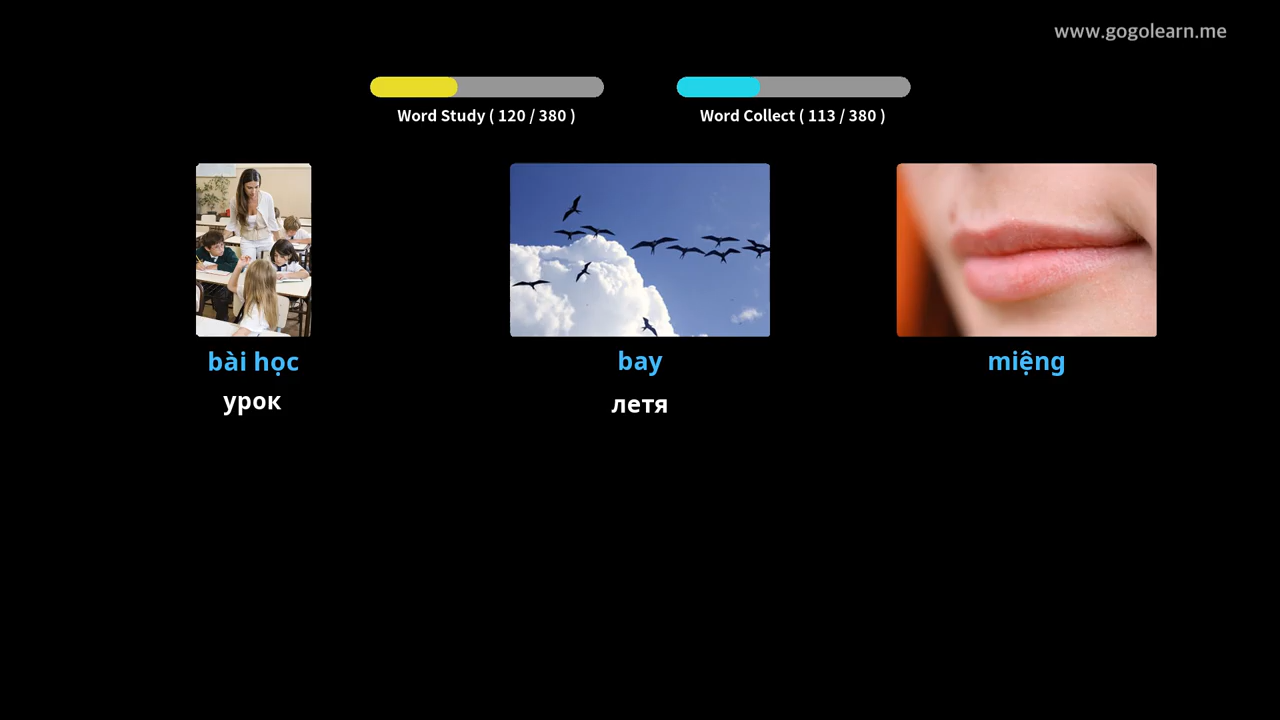 www.gogolearn.me
Word Study ( 120 / 380 )
Word Collect ( 113 / 380 )
bài học
bay
miệng
урок
летя